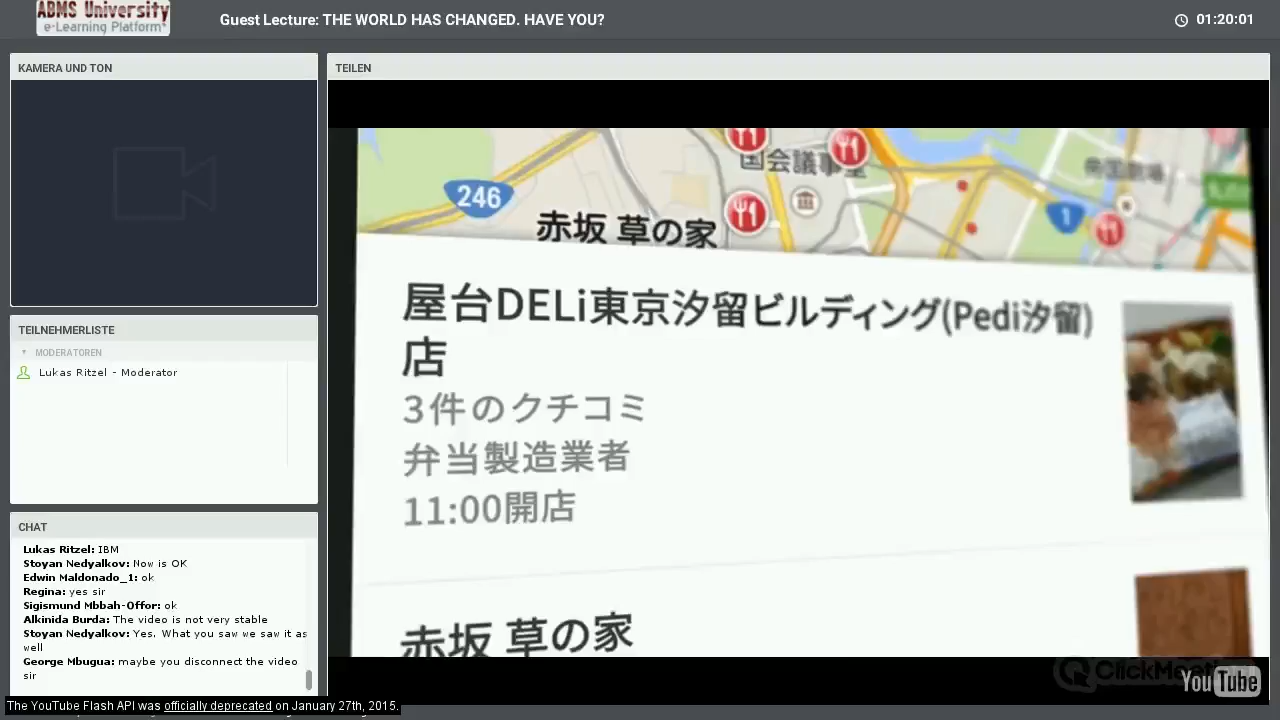 ABMS University
e-Learning Platform
Guest Lecture: THE WORLD HAS CHANGED. HAVE YOU?
01:20:01
KAMERA UND TON
TEILNEHMERLISTE
MODERATOREN
Lukas Ritzel - Moderator
CHAT
Lukas Ritzel: IBM
Stoyan Nedyalkov: Now is OK
Edwin Maldonado_1: ok
Regina: yes sir
Sigismund Mbbah-Offor: ok
Alkinida Burda: The video is not very stable
Stoyan Nedyalkov: Yes. What you saw we saw it as
well
George Mbugua: maybe you disconnect the video
sir
The YouTube Flash API was officially deprecated on January 27th, 2015.
TEILEN
国会議事堂
246
1
赤坂 草の家
屋台DELi東京汐留ビルディング(Pedi汐留)
店
3件のクチコミ
弁当製造業者
11:00開店
赤坂 草の家
ClickMeeting
YouTube